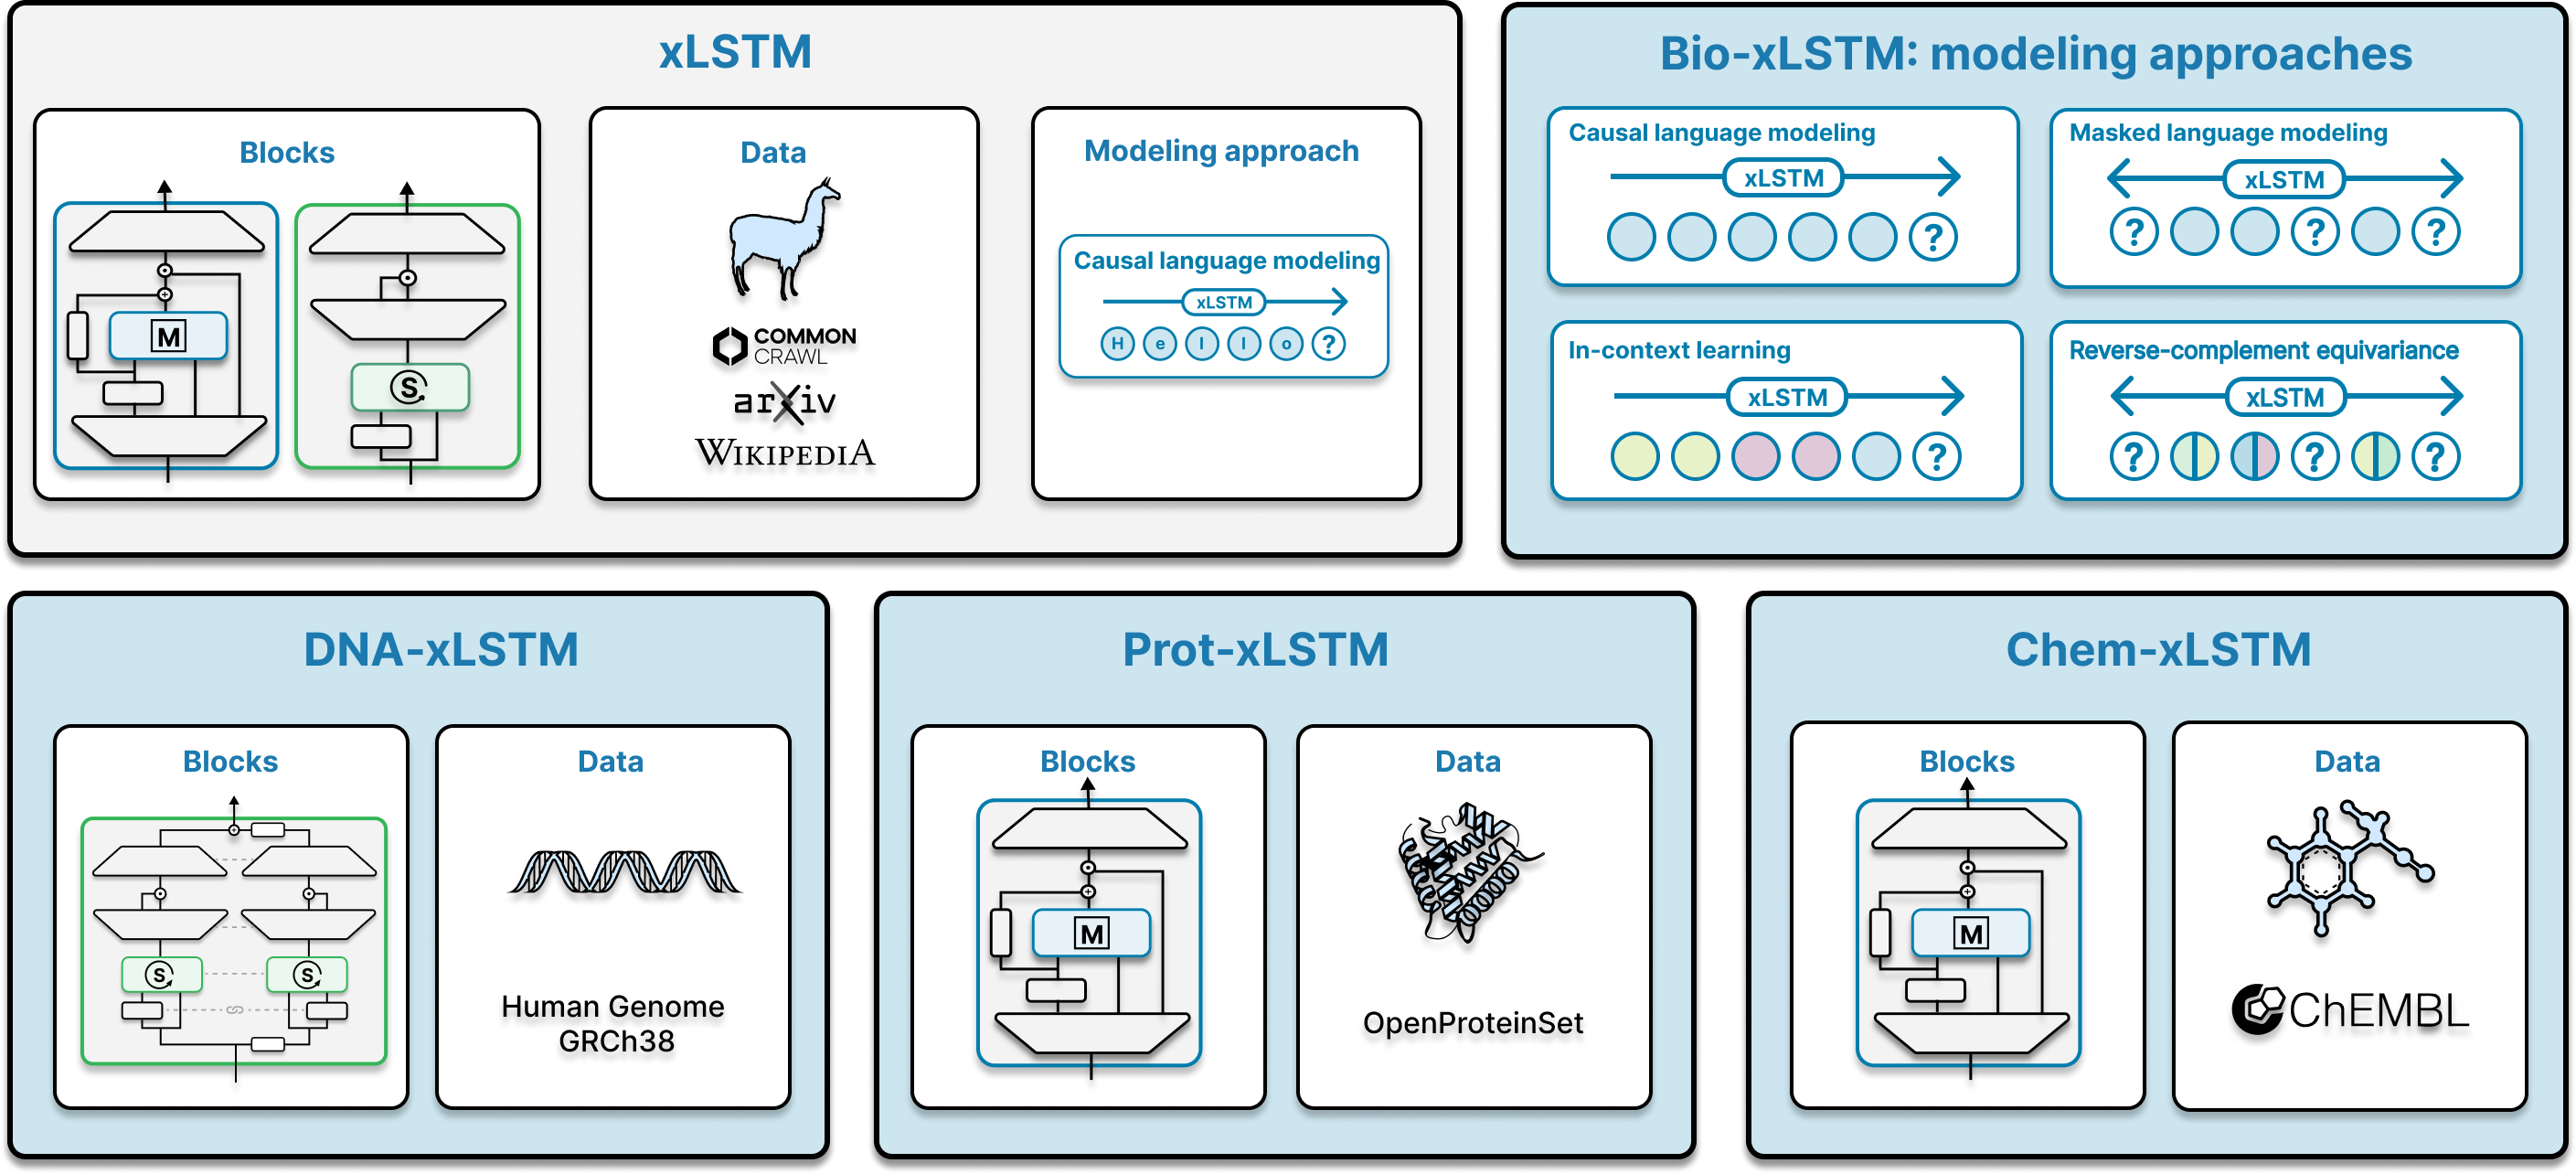 xLSTM
Blocks
M
S
Data
COMMON
CRAWL
arXiv
WIKIPEDIA
Modeling approach
Causal language modeling
xLSTM
H e l l o ?
Bio-xLSTM: modeling approaches
Causal language modeling
xLSTM
?
Masked language modeling
xLSTM
? ? ?
In-context learning
xLSTM
?
Reverse-complement equivariance
xLSTM
? ? ?
DNA-xLSTM
Blocks
S S
Data
Human Genome
GRCh38
Prot-xLSTM
Blocks
M
Data
OpenProteinSet
Chem-xLSTM
Blocks
M
Data
ChEMBL